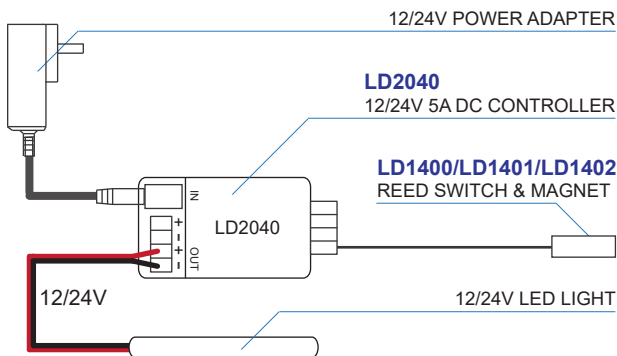 12/24V POWER ADAPTER
LD2040
12/24V 5A DC CONTROLLER
LD1400/LD1401/LD1402
REED SWITCH & MAGNET
IN
+
-
LD2040
+
-
OUT
12/24V
12/24V LED LIGHT